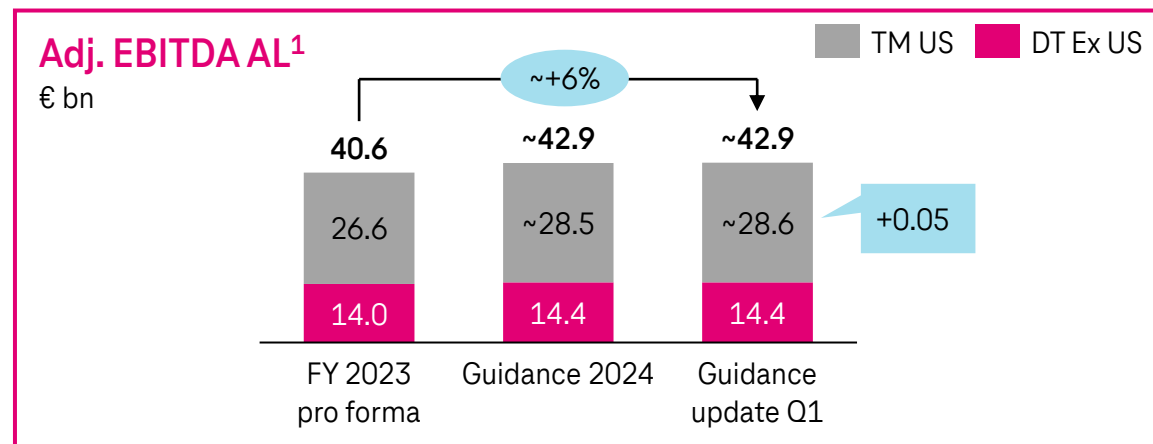 Adj. EBITDA AL¹
€ bn
TM US
DT Ex US
~+6%
40.6
~42.9
~42.9
26.6
~28.5
~28.6
+0.05
14.0
14.4
14.4
FY 2023
pro forma
Guidance 2024
Guidance
update Q1